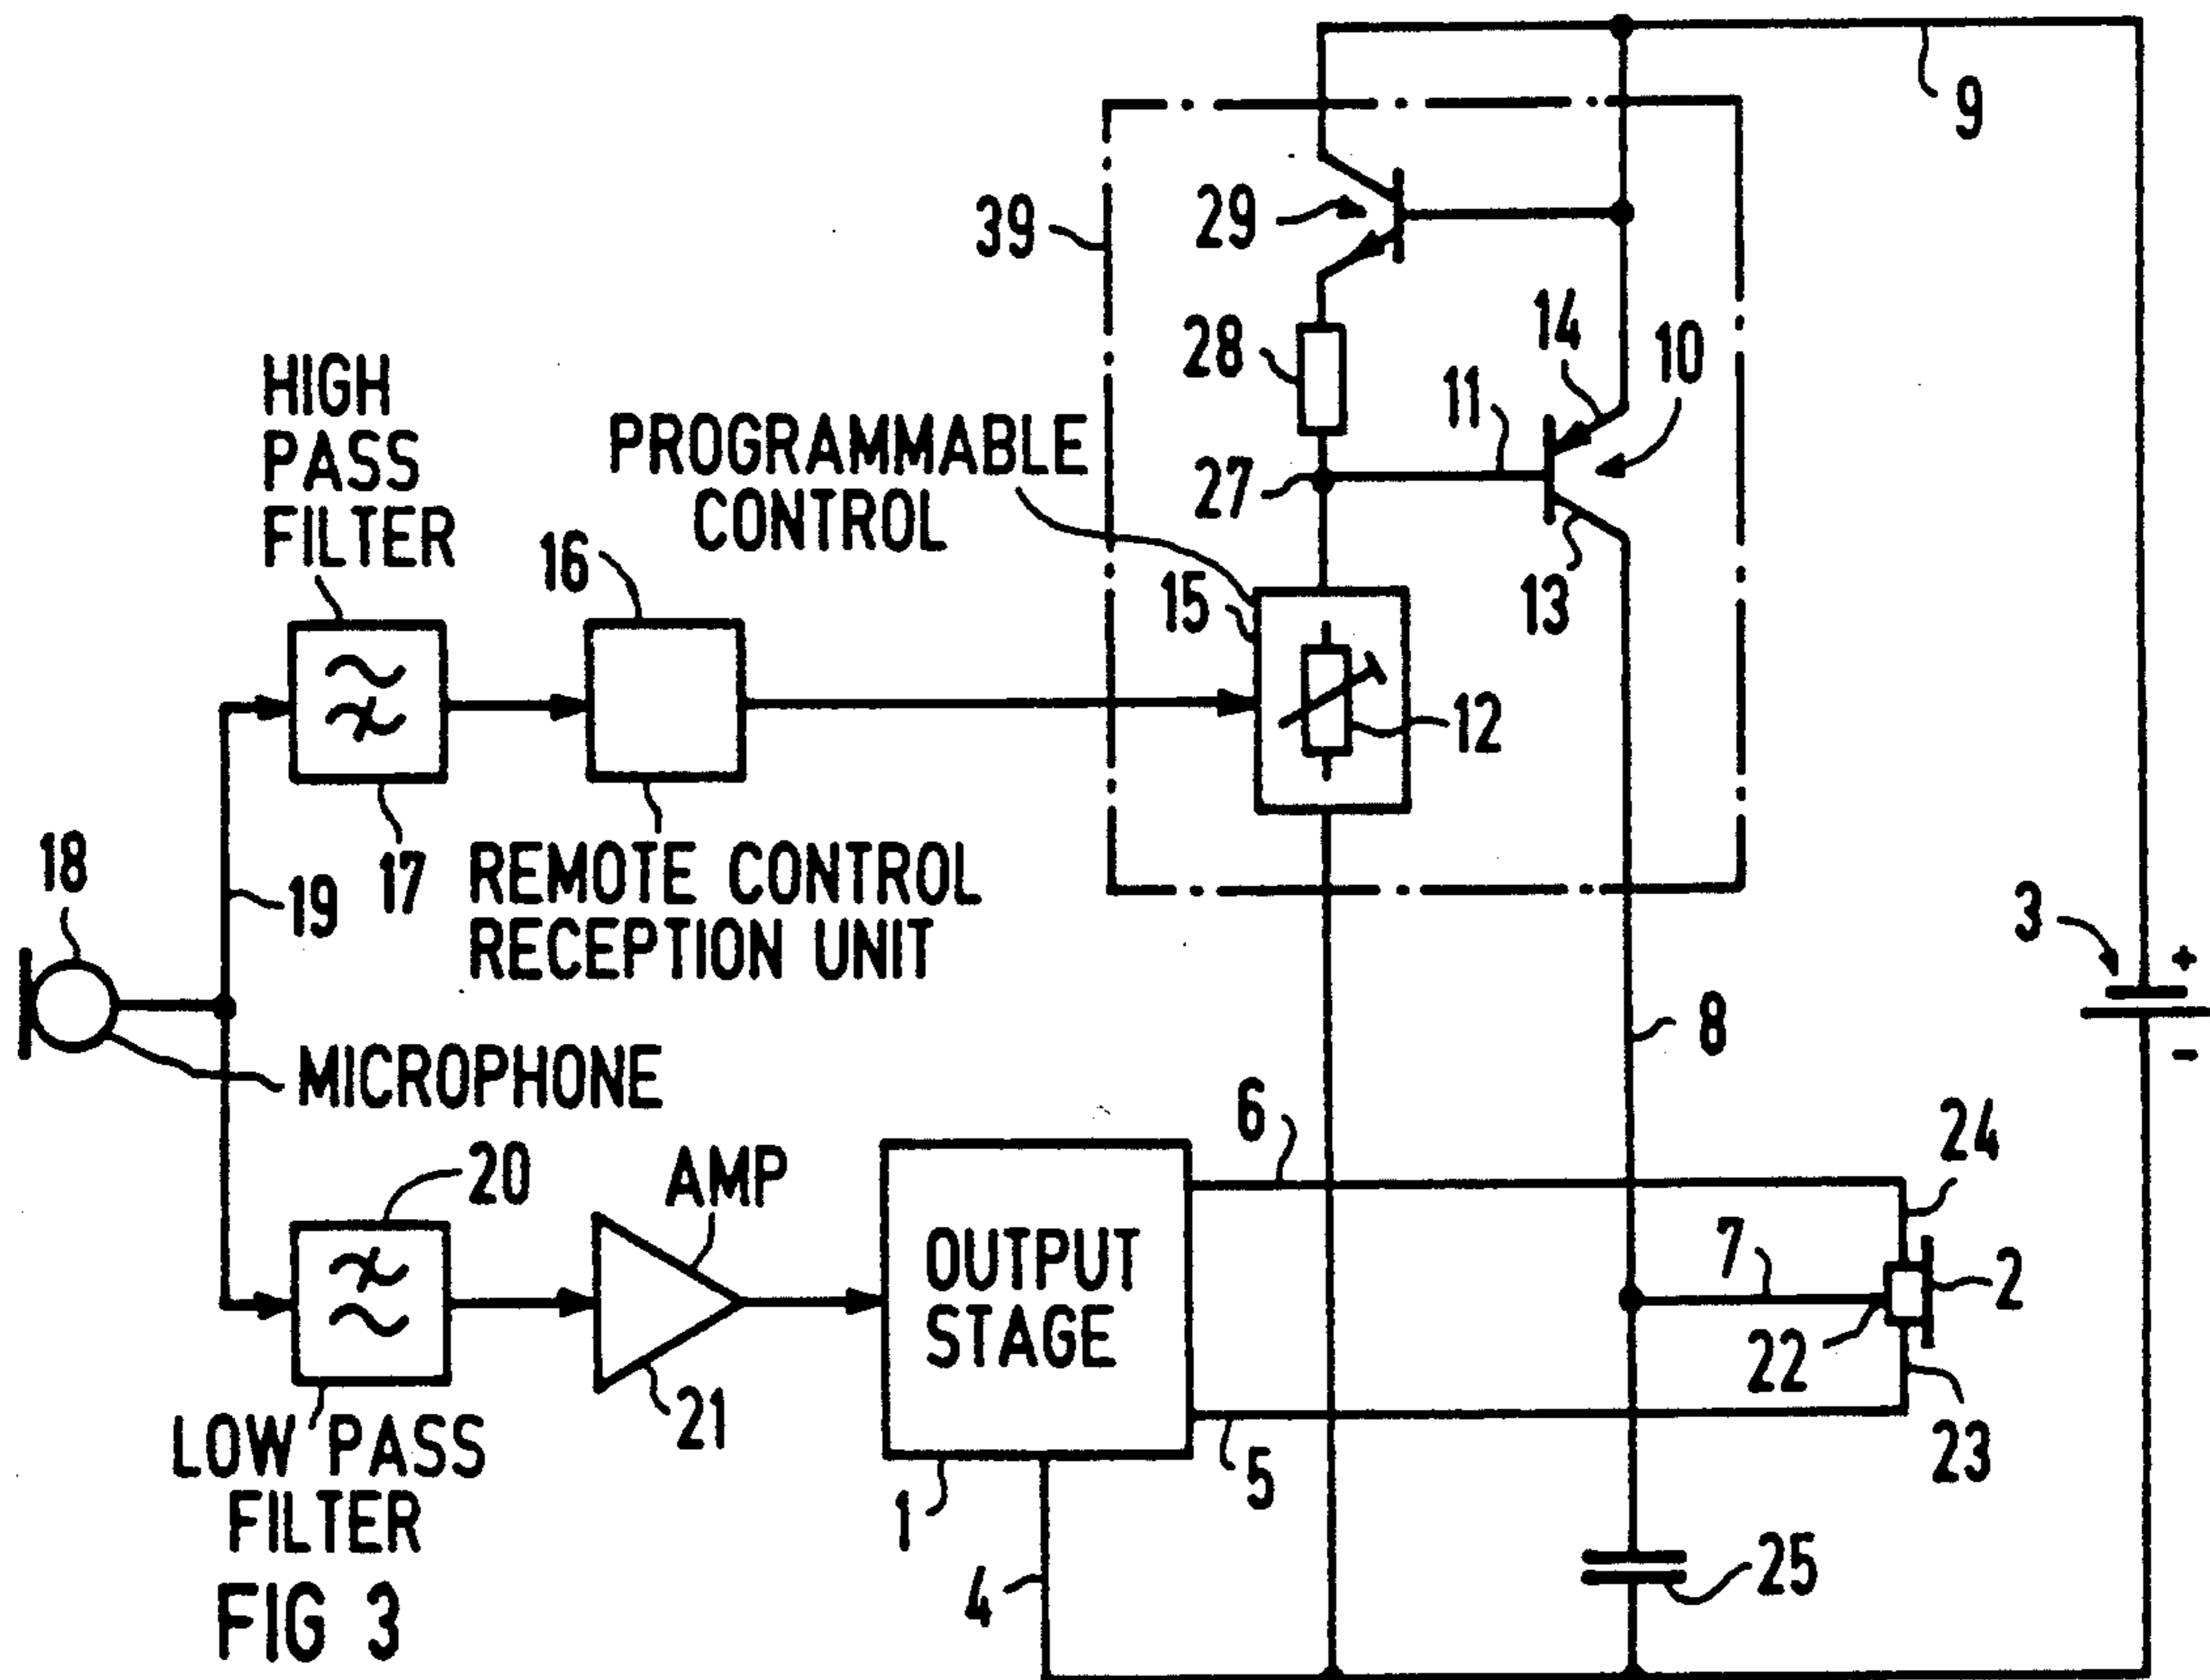 9
39
29
14
10
28
11
27
HIGH
PASS
FILTER
PROGRAMMABLE
CONTROL
16
15
13
12
18
19
17
REMOTE CONTROL
RECEPTION UNIT
3
+
-
8
MICROPHONE
6
24
20
AMP
OUTPUT
STAGE
7
2
22
21
LOW PASS
FILTER
1
5
23
4
25
FIG 3